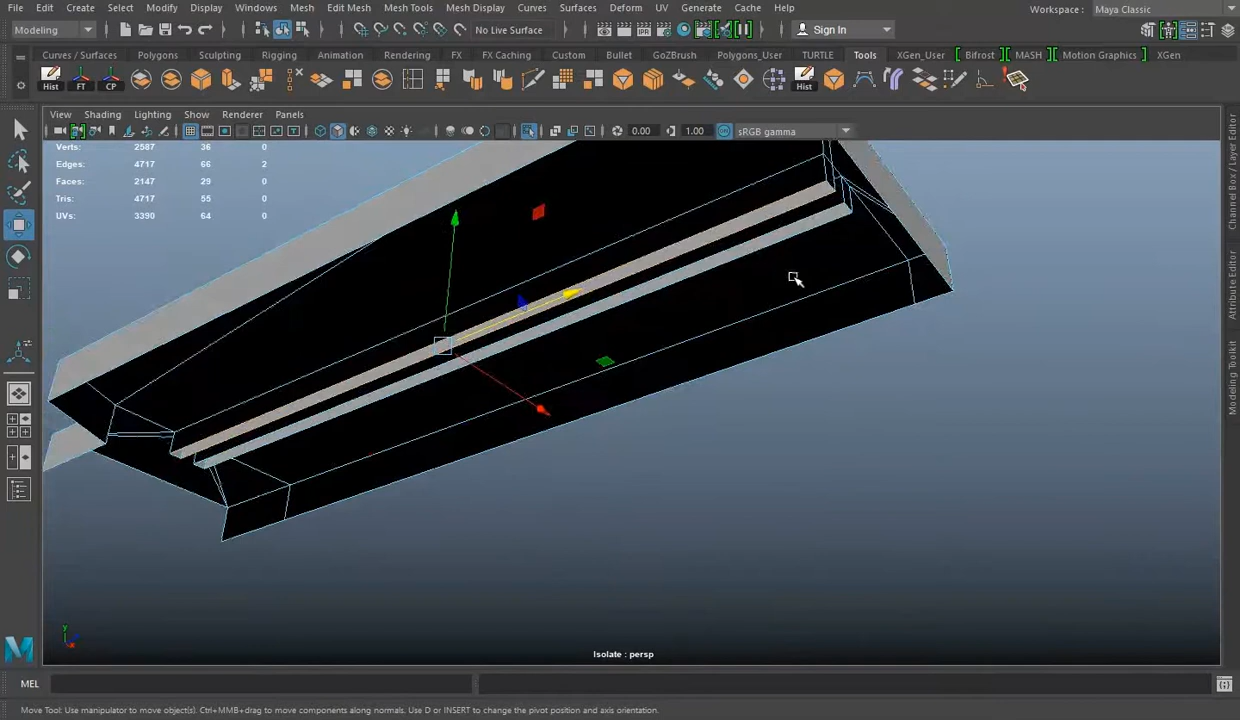 File Edit Create Select Modify Display Windows Mesh Edit Mesh Mesh Tools Mesh Display Curves Surfaces Deform UV Generate Cache Help Workspace : Maya Classic
Modeling No Live Surface Sign In
Curves / Surfaces Polygons Sculpting Rigging Animation Rendering FX FX Caching Custom Bullet GoZBrush Polygons_User TURTLE Tools XGen_User Bifrost MASH Motion Graphics XGen
Hist FT CP Hist
View Shading Lighting Show Renderer Panels
0.00 1.00 sRGB gamma
Verts: 2587 36 0
Edges: 4717 66 2
Faces: 2147 29 0
Tris: 4717 55 0
UVs: 3390 64 0
Channel Box / Layer Editor
Attribute Editor
Modeling Toolkit
y
Isolate : persp
MEL
Move Tool: Use manipulator to move object(s). Ctrl+MMB+drag to move components along normals. Use D or INSERT to change the pivot position and axis orientation.